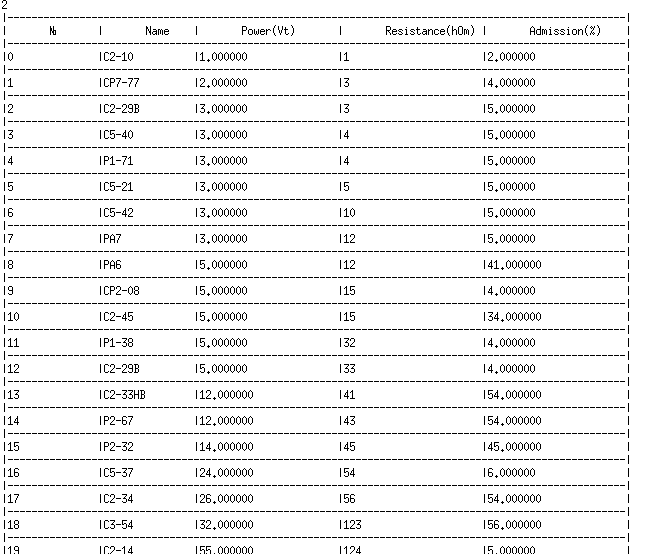 2
|------------------------------------------------------------------------------------------------------|
| № | Name | Power(Vt) | Resistance(hOm) | Admission(%) |
|------------------------------------------------------------------------------------------------------|
|0 |C2-10 |1.000000 |1 |2.000000 |
|------------------------------------------------------------------------------------------------------|
|1 |CP7-77 |2.000000 |3 |4.000000 |
|------------------------------------------------------------------------------------------------------|
|2 |C2-29B |3.000000 |3 |5.000000 |
|------------------------------------------------------------------------------------------------------|
|3 |C5-40 |3.000000 |4 |5.000000 |
|------------------------------------------------------------------------------------------------------|
|4 |P1-71 |3.000000 |4 |5.000000 |
|------------------------------------------------------------------------------------------------------|
|5 |C5-21 |3.000000 |5 |5.000000 |
|------------------------------------------------------------------------------------------------------|
|6 |C5-42 |3.000000 |10 |5.000000 |
|------------------------------------------------------------------------------------------------------|
|7 |PA7 |3.000000 |12 |5.000000 |
|------------------------------------------------------------------------------------------------------|
|8 |PA6 |5.000000 |12 |41.000000 |
|------------------------------------------------------------------------------------------------------|
|9 |CP2-08 |5.000000 |15 |4.000000 |
|------------------------------------------------------------------------------------------------------|
|10 |C2-45 |5.000000 |15 |34.000000 |
|------------------------------------------------------------------------------------------------------|
|11 |P1-38 |5.000000 |32 |4.000000 |
|------------------------------------------------------------------------------------------------------|
|12 |C2-29B |5.000000 |33 |4.000000 |
|------------------------------------------------------------------------------------------------------|
|13 |C2-33HB |12.000000 |41 |54.000000 |
|------------------------------------------------------------------------------------------------------|
|14 |P2-67 |12.000000 |43 |54.000000 |
|------------------------------------------------------------------------------------------------------|
|15 |P2-32 |14.000000 |45 |45.000000 |
|------------------------------------------------------------------------------------------------------|
|16 |C5-37 |24.000000 |54 |6.000000 |
|------------------------------------------------------------------------------------------------------|
|17 |C2-34 |26.000000 |56 |54.000000 |
|------------------------------------------------------------------------------------------------------|
|18 |C3-54 |32.000000 |123 |56.000000 |
|------------------------------------------------------------------------------------------------------|
|19 |C2-14 |55.000000 |124 |5.000000 |